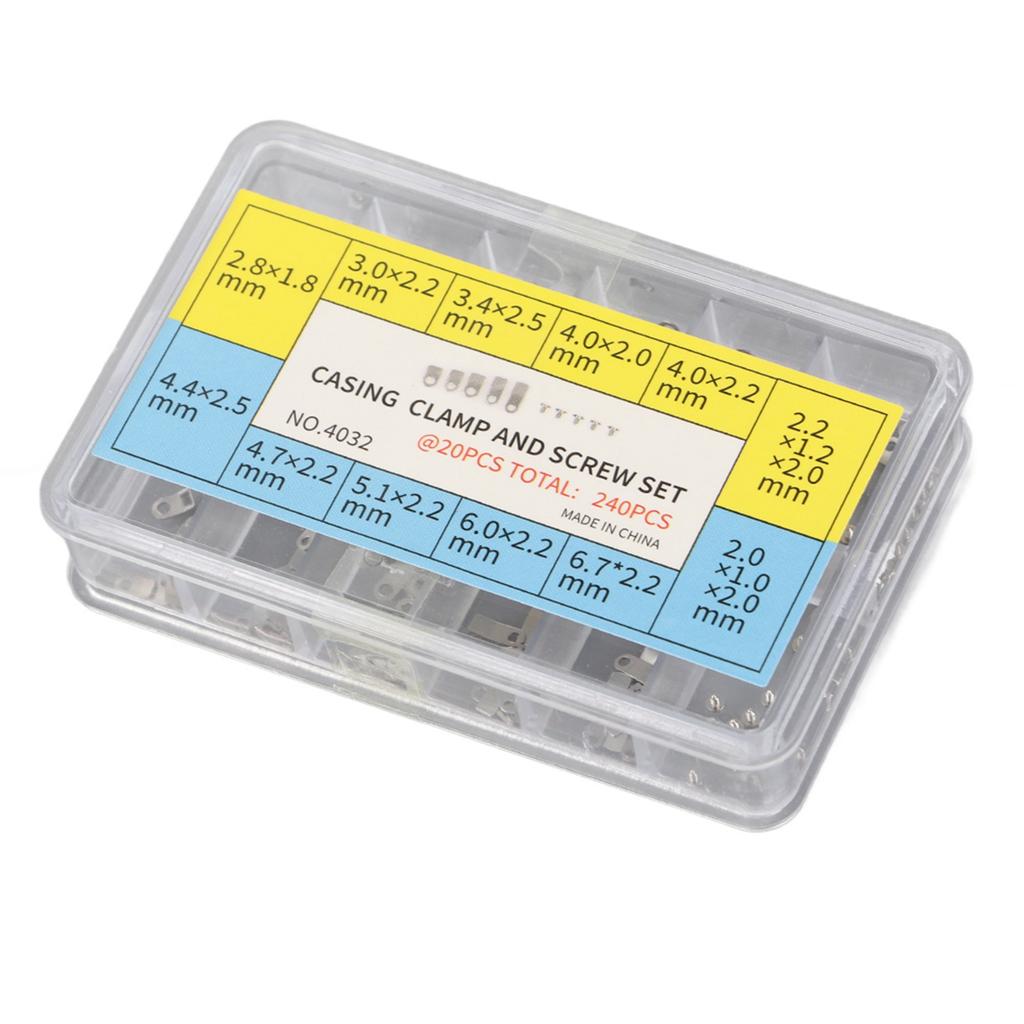 2.8×1.8
mm
3.0×2.2
mm
3.4×2.5
mm
4.0×2.0
mm
4.0×2.2
mm
2.2
×1.2
×2.0
mm
CASING CLAMP AND SCREW SET
NO.4032
@20PCS TOTAL: 240PCS
MADE IN CHINA
4.4×2.5
mm
4.7×2.2
mm
5.1×2.2
mm
6.0×2.2
mm
6.7*2.2
mm
2.0
×1.0
×2.0
mm